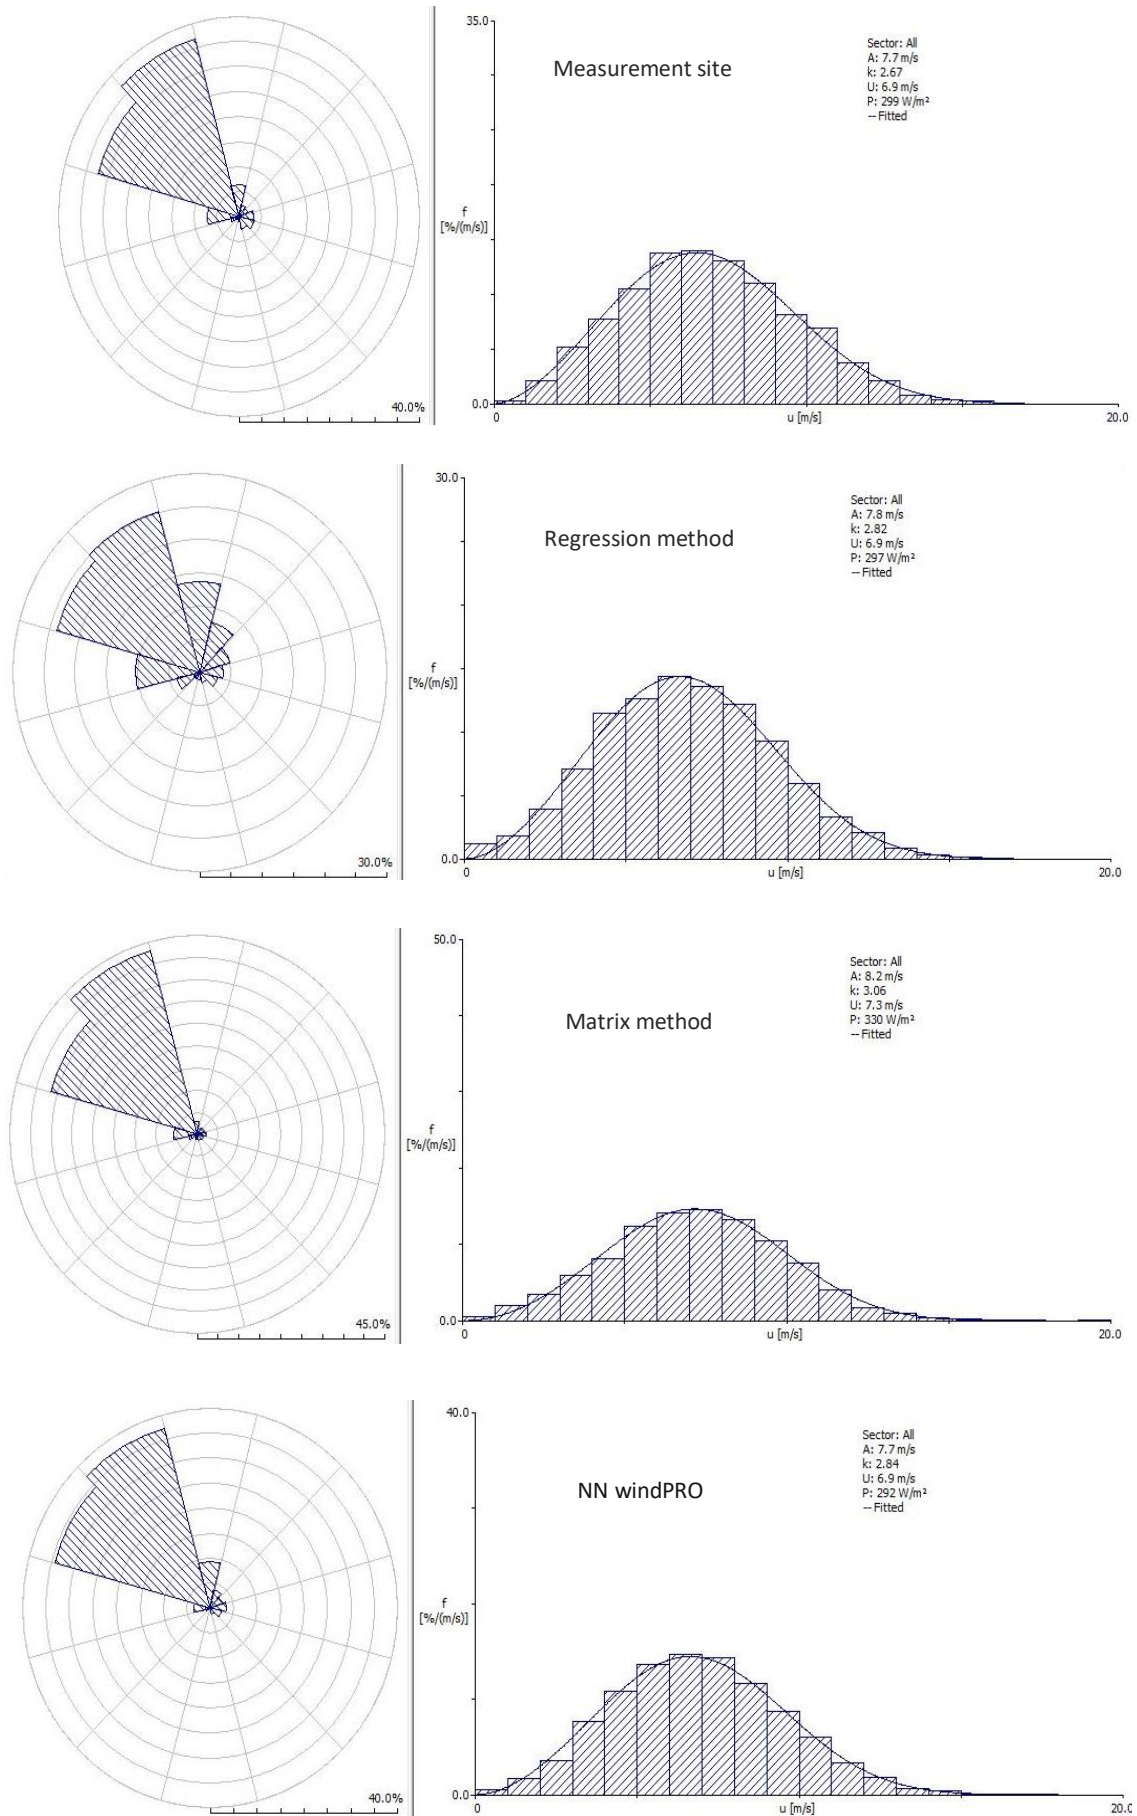 35.0
Measurement site
Sector: All
A: 7.7 m/s
k: 2.67
U: 6.9 m/s
P: 299 W/m²
-- Fitted
f
[%/(m/s)]
40.0%
0.0
0
u [m/s]
20.0
30.0
Regression method
Sector: All
A: 7.8 m/s
k: 2.82
U: 6.9 m/s
P: 297 W/m²
-- Fitted
f
[%/(m/s)]
30.0%
0.0
0
u [m/s]
20.0
50.0
Matrix method
Sector: All
A: 8.2 m/s
k: 3.06
U: 7.3 m/s
P: 330 W/m²
-- Fitted
f
[%/(m/s)]
45.0%
0.0
0
u [m/s]
20.0
40.0
NN windPRO
Sector: All
A: 7.7 m/s
k: 2.84
U: 6.9 m/s
P: 292 W/m²
-- Fitted
f
[%/(m/s)]
40.0%
0.0
0
u [m/s]
20.0